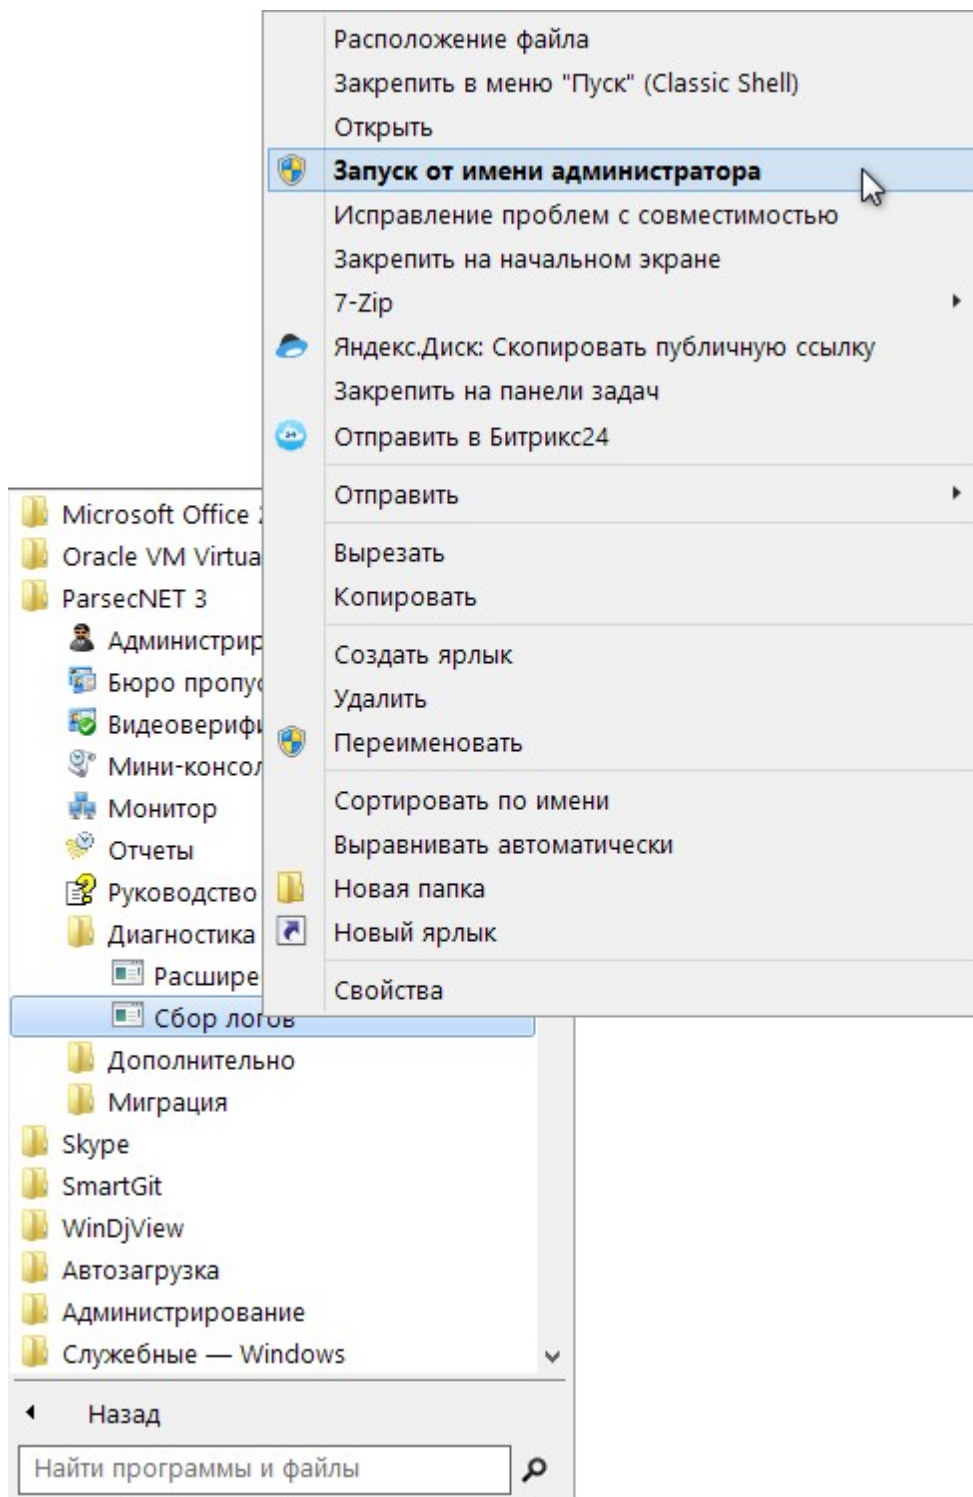 Расположение файла
Закрепить в меню "Пуск" (Classic Shell)
Открыть
Запуск от имени администратора
Исправление проблем с совместимостью
Закрепить на начальном экране
7-Zip
Яндекс.Диск: Скопировать публичную ссылку
Закрепить на панели задач
Отправить в Битрикс24
Отправить
Вырезать
Копировать
Создать ярлык
Удалить
Переименовать
Сортировать по имени
Выравнивать автоматически
Новая папка
Новый ярлык
Свойства
Microsoft Office
Oracle VM Virtua
ParsecNET 3
Администрир
Бюро пропус
Видеоверифи
Мини-консол
Монитор
Отчеты
Руководство
Диагностика
Расшире
Сбор логов
Дополнительно
Миграция
Skype
SmartGit
WinDjView
Автозагрузка
Администрирование
Служебные — Windows
Назад
Найти программы и файлы